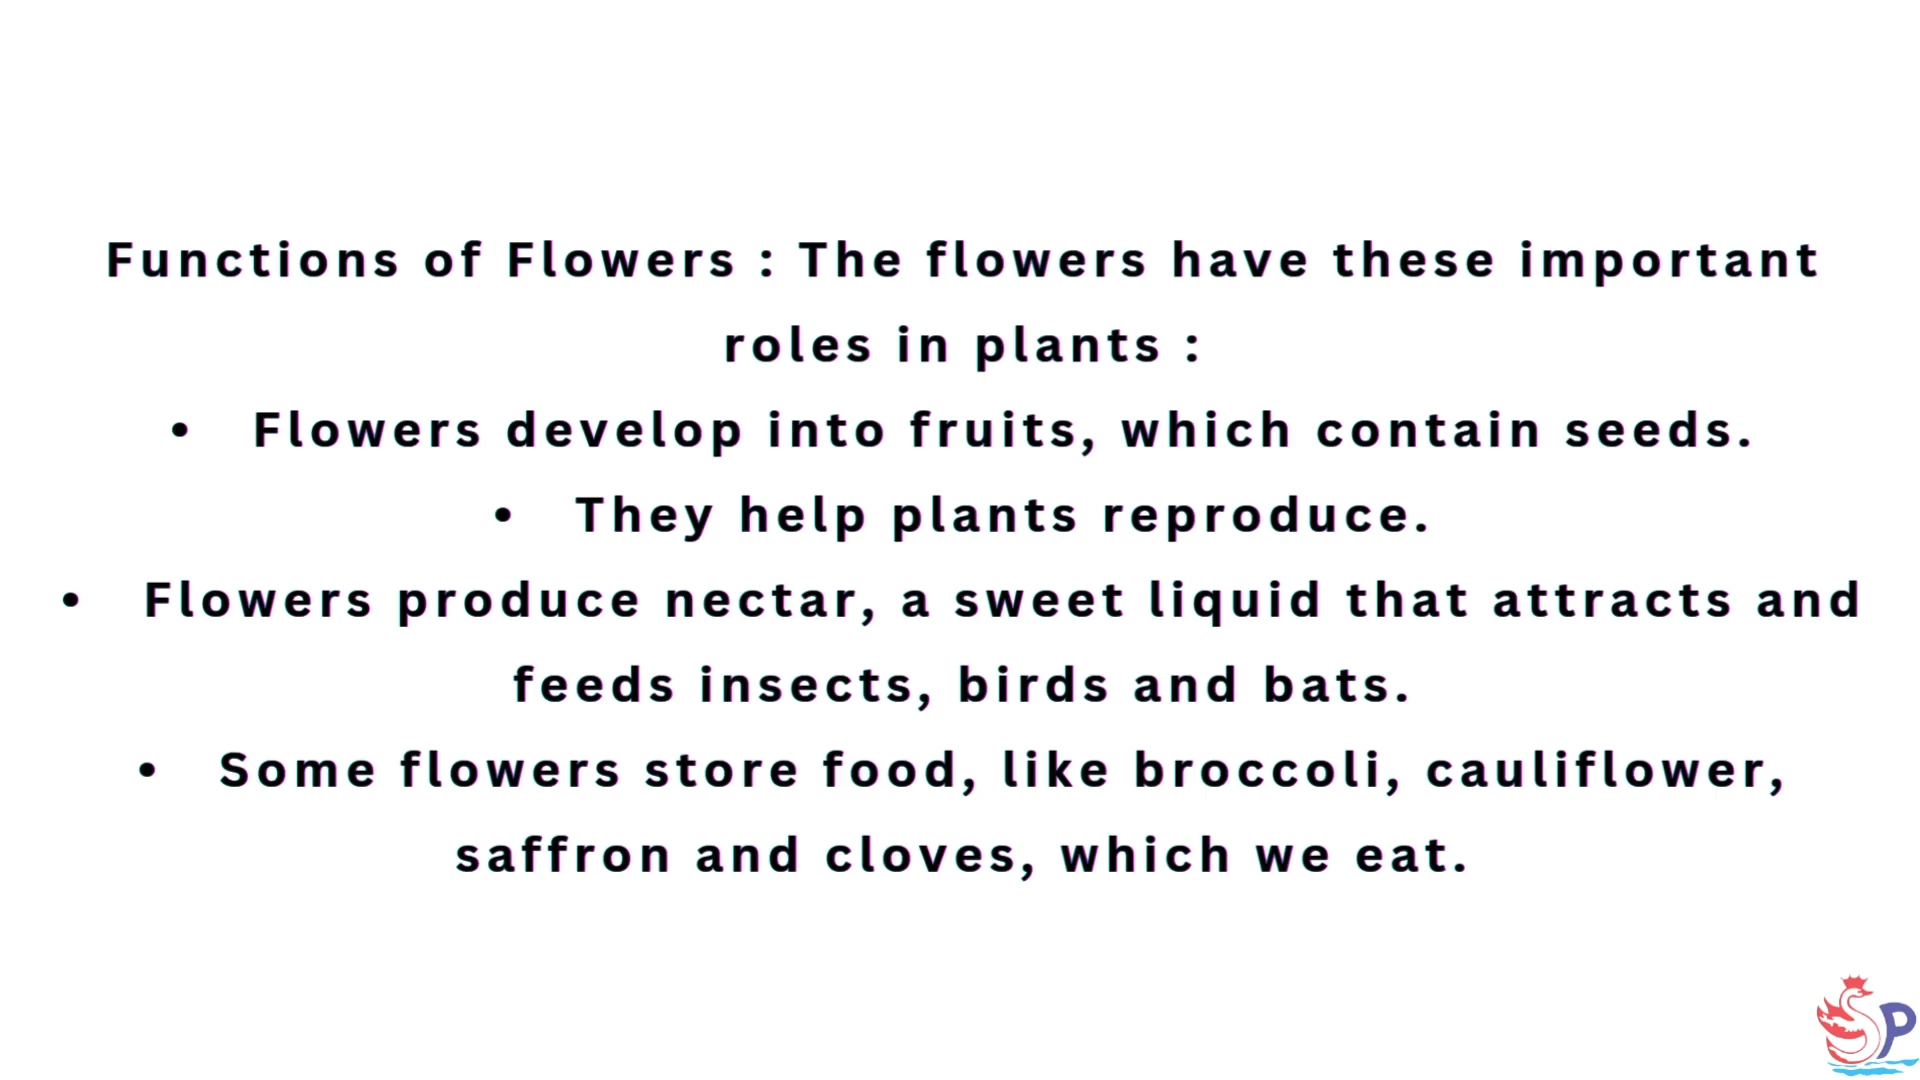 Functions of Flowers : The flowers have these important
roles in plants :
• Flowers develop into fruits, which contain seeds.
• They help plants reproduce.
• Flowers produce nectar, a sweet liquid that attracts and
feeds insects, birds and bats.
• Some flowers store food, like broccoli, cauliflower,
saffron and cloves, which we eat.
SP